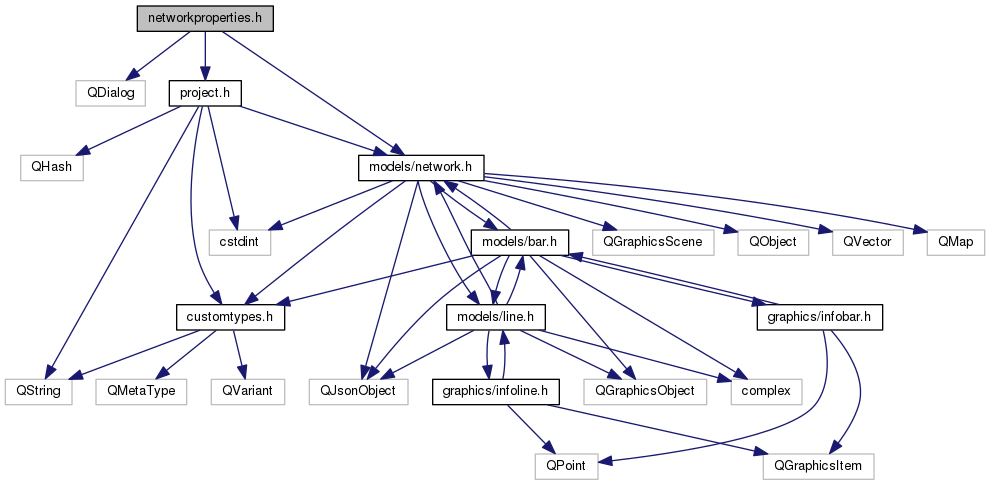 networkproperties.h
QDialog
project.h
QHash
models/network.h
cstdint
models/bar.h
QGraphicsScene
QObject
QVector
QMap
customtypes.h
models/line.h
graphics/infobar.h
QString
QMetaType
QVariant
QJsonObject
graphics/infoline.h
QGraphicsObject
complex
QPoint
QGraphicsItem